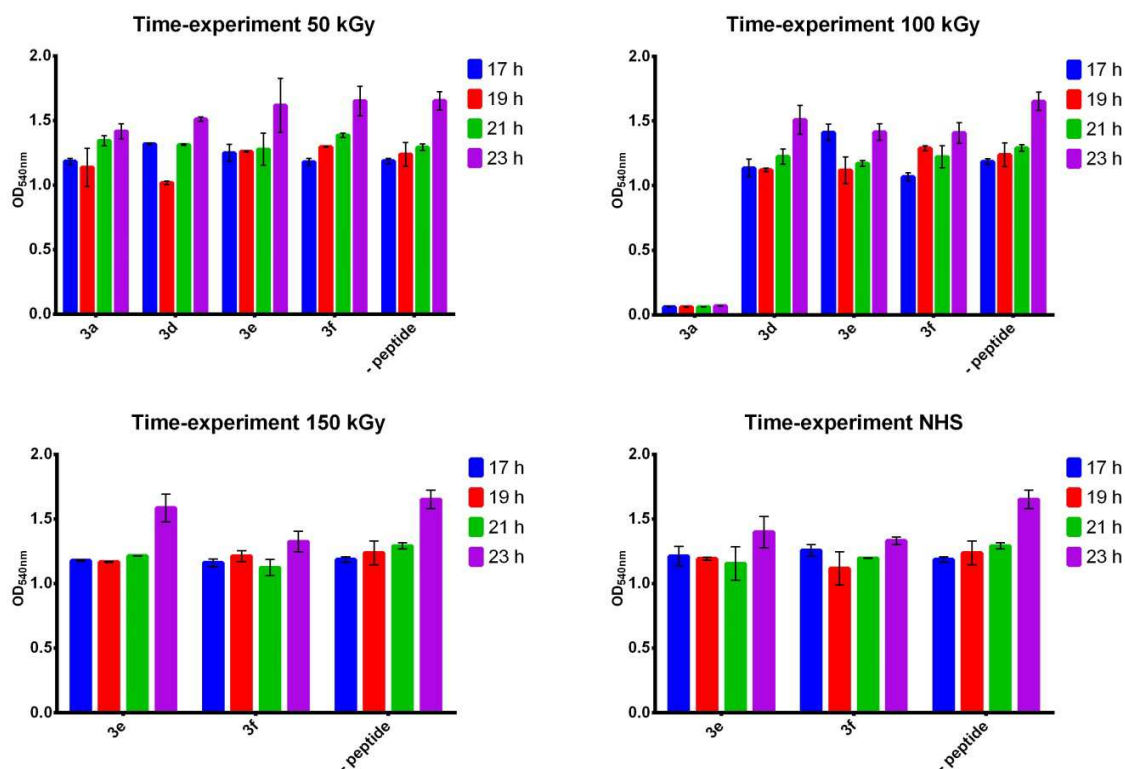 Time-experiment 50 kGy
OD540nm
2.0
1.5
1.0
0.5
0.0
3a
3d
3e
3f
- peptide
17 h
19 h
21 h
23 h
Time-experiment 100 kGy
OD540nm
2.0
1.5
1.0
0.5
0.0
3a
3d
3e
3f
- peptide
17 h
19 h
21 h
23 h
Time-experiment 150 kGy
OD540nm
2.0
1.5
1.0
0.5
0.0
3e
3f
- peptide
17 h
19 h
21 h
23 h
Time-experiment NHS
OD540nm
2.0
1.5
1.0
0.5
0.0
3e
3f
- peptide
17 h
19 h
21 h
23 h